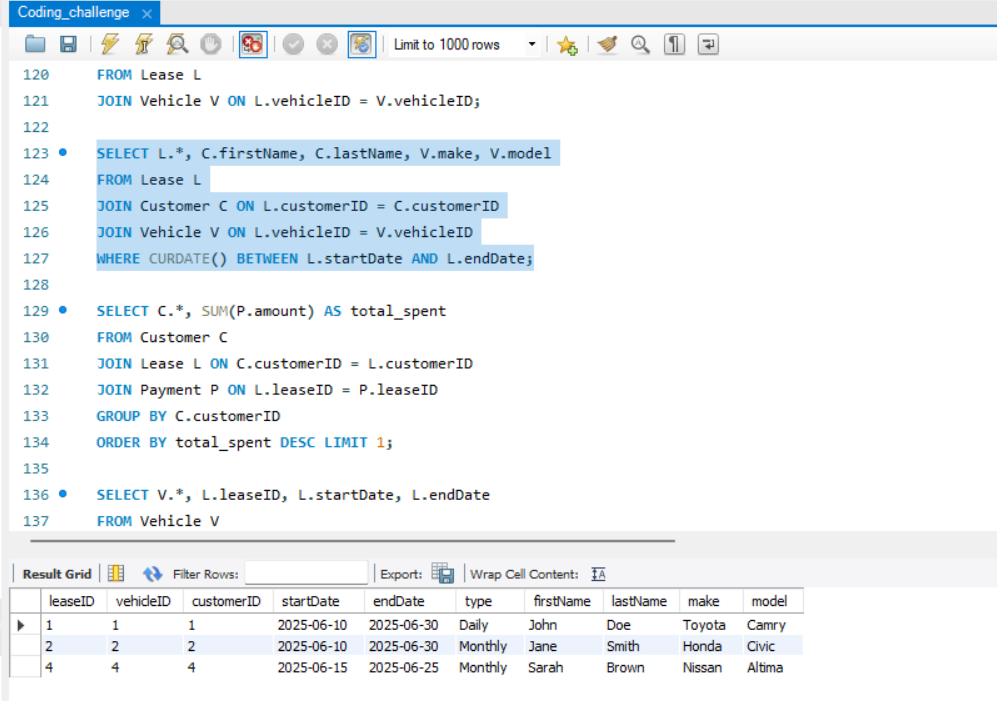 Coding_challenge ×
Limit to 1000 rows
120 FROM Lease L
121 JOIN Vehicle V ON L.vehicleID = V.vehicleID;
122
123 SELECT L.*, C.firstName, C.lastName, V.make, V.model
124 FROM Lease L
125 JOIN Customer C ON L.customerID = C.customerID
126 JOIN Vehicle V ON L.vehicleID = V.vehicleID
127 WHERE CURDATE() BETWEEN L.startDate AND L.endDate;
128
129 SELECT C.*, SUM(P.amount) AS total_spent
130 FROM Customer C
131 JOIN Lease L ON C.customerID = L.customerID
132 JOIN Payment P ON L.leaseID = P.leaseID
133 GROUP BY C.customerID
134 ORDER BY total_spent DESC LIMIT 1;
135
136 SELECT V.*, L.leaseID, L.startDate, L.endDate
137 FROM Vehicle V
Result Grid Filter Rows: Export: Wrap Cell Content:
leaseID vehicleID customerID startDate endDate type firstName lastName make model
1 1 1 2025-06-10 2025-06-30 Daily John Doe Toyota Camry
2 2 2 2025-06-10 2025-06-30 Monthly Jane Smith Honda Civic
4 4 4 2025-06-15 2025-06-25 Monthly Sarah Brown Nissan Altima